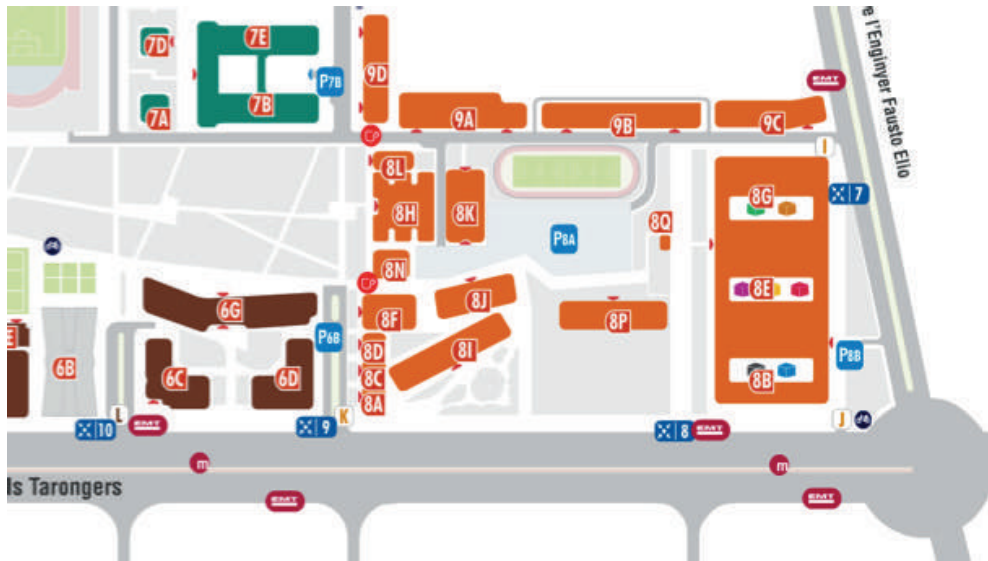 e l'Enginyer Fausto Elio
7D
7E
P7B
9D
EMT
7A
7B
9A
9B
9C
I
8L
8G
7
8H
8K
8Q
P8A
8N
8E
6G
8J
8F
8P
E
P6B
8D
8I
P8B
6B
6C
6D
8C
8B
8A
L
K
J
10
EMT
9
8
EMT
m
m
ls Tarongers
EMT
EMT